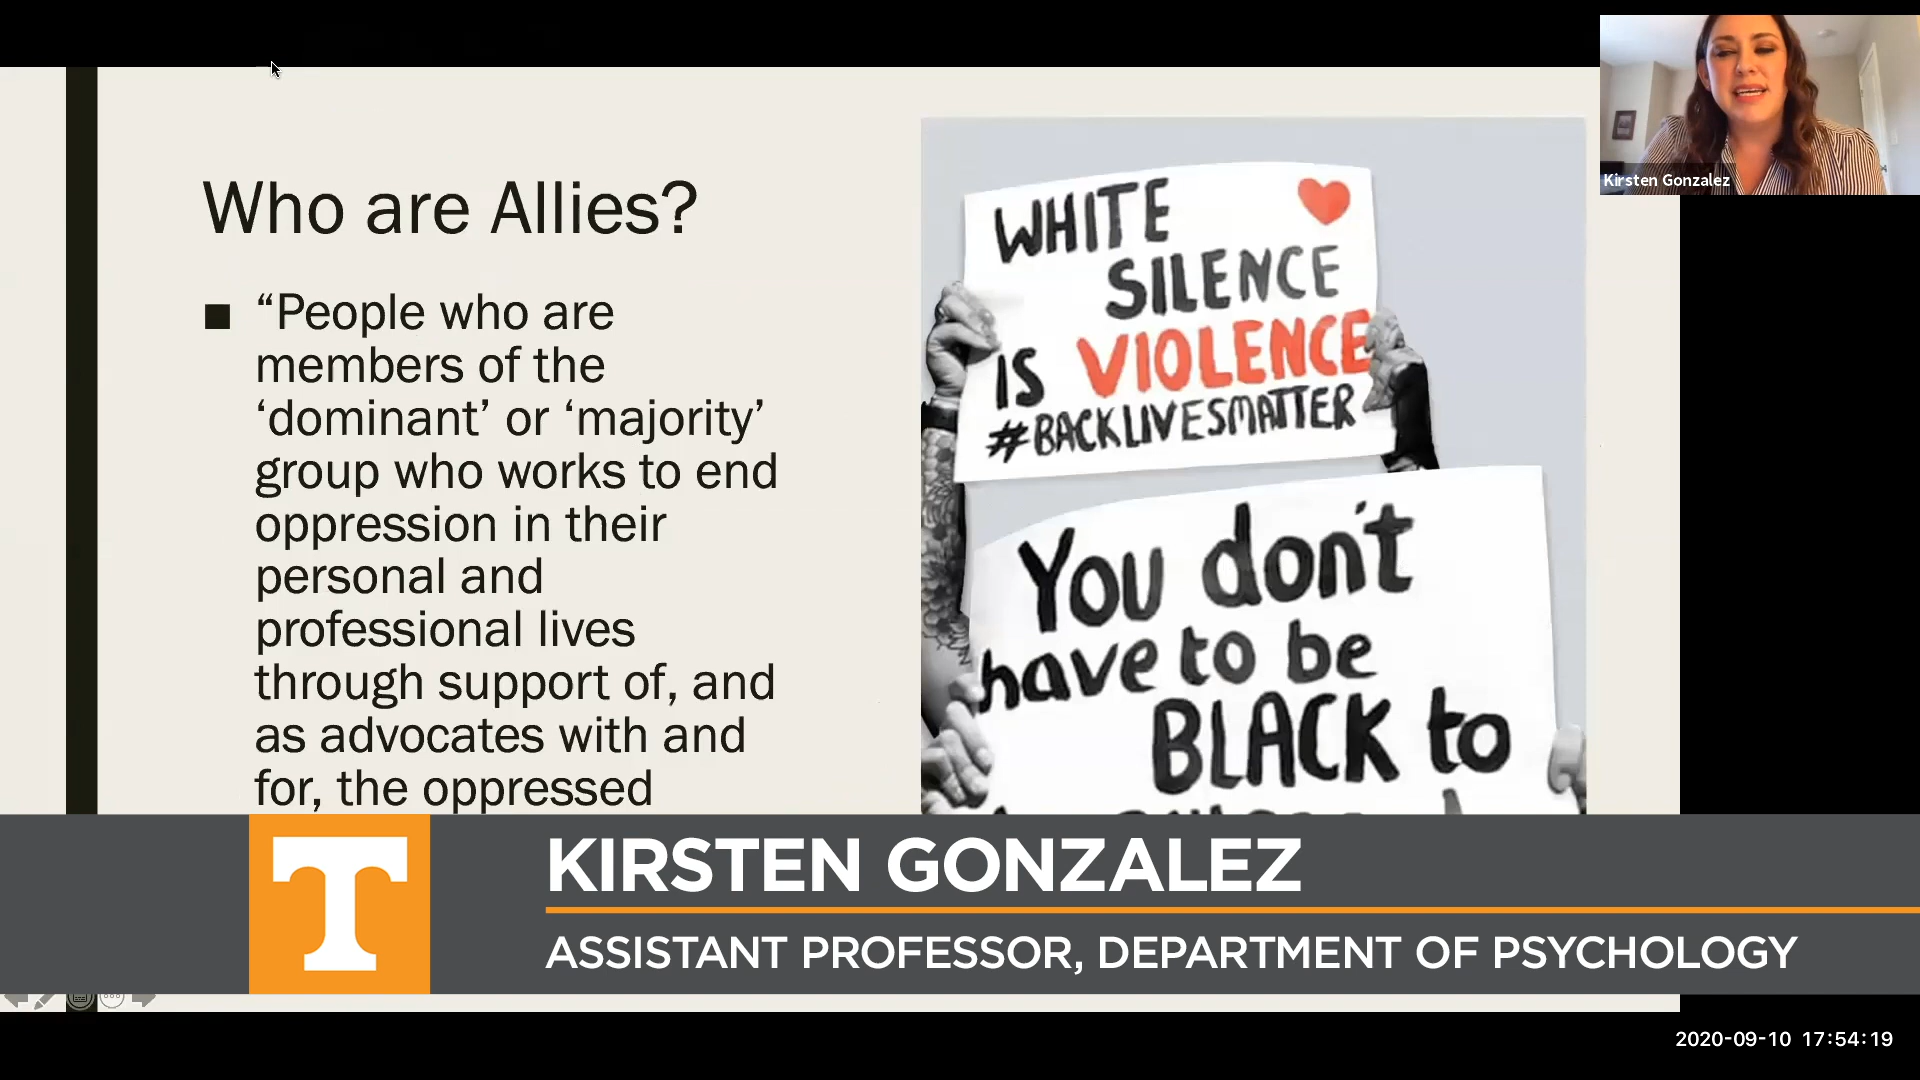 Who are Allies?
■ “People who are
members of the
‘dominant’ or ‘majority’
group who works to end
oppression in their
personal and
professional lives
through support of, and
as advocates with and
for, the oppressed
WHITE
SILENCE
IS VIOLENCE
#BACKLIVESMATTER
You don't
have to be
BLACK to
Kirsten Gonzalez
T
KIRSTEN GONZALEZ
ASSISTANT PROFESSOR, DEPARTMENT OF PSYCHOLOGY
2020-09-10 17:54:19